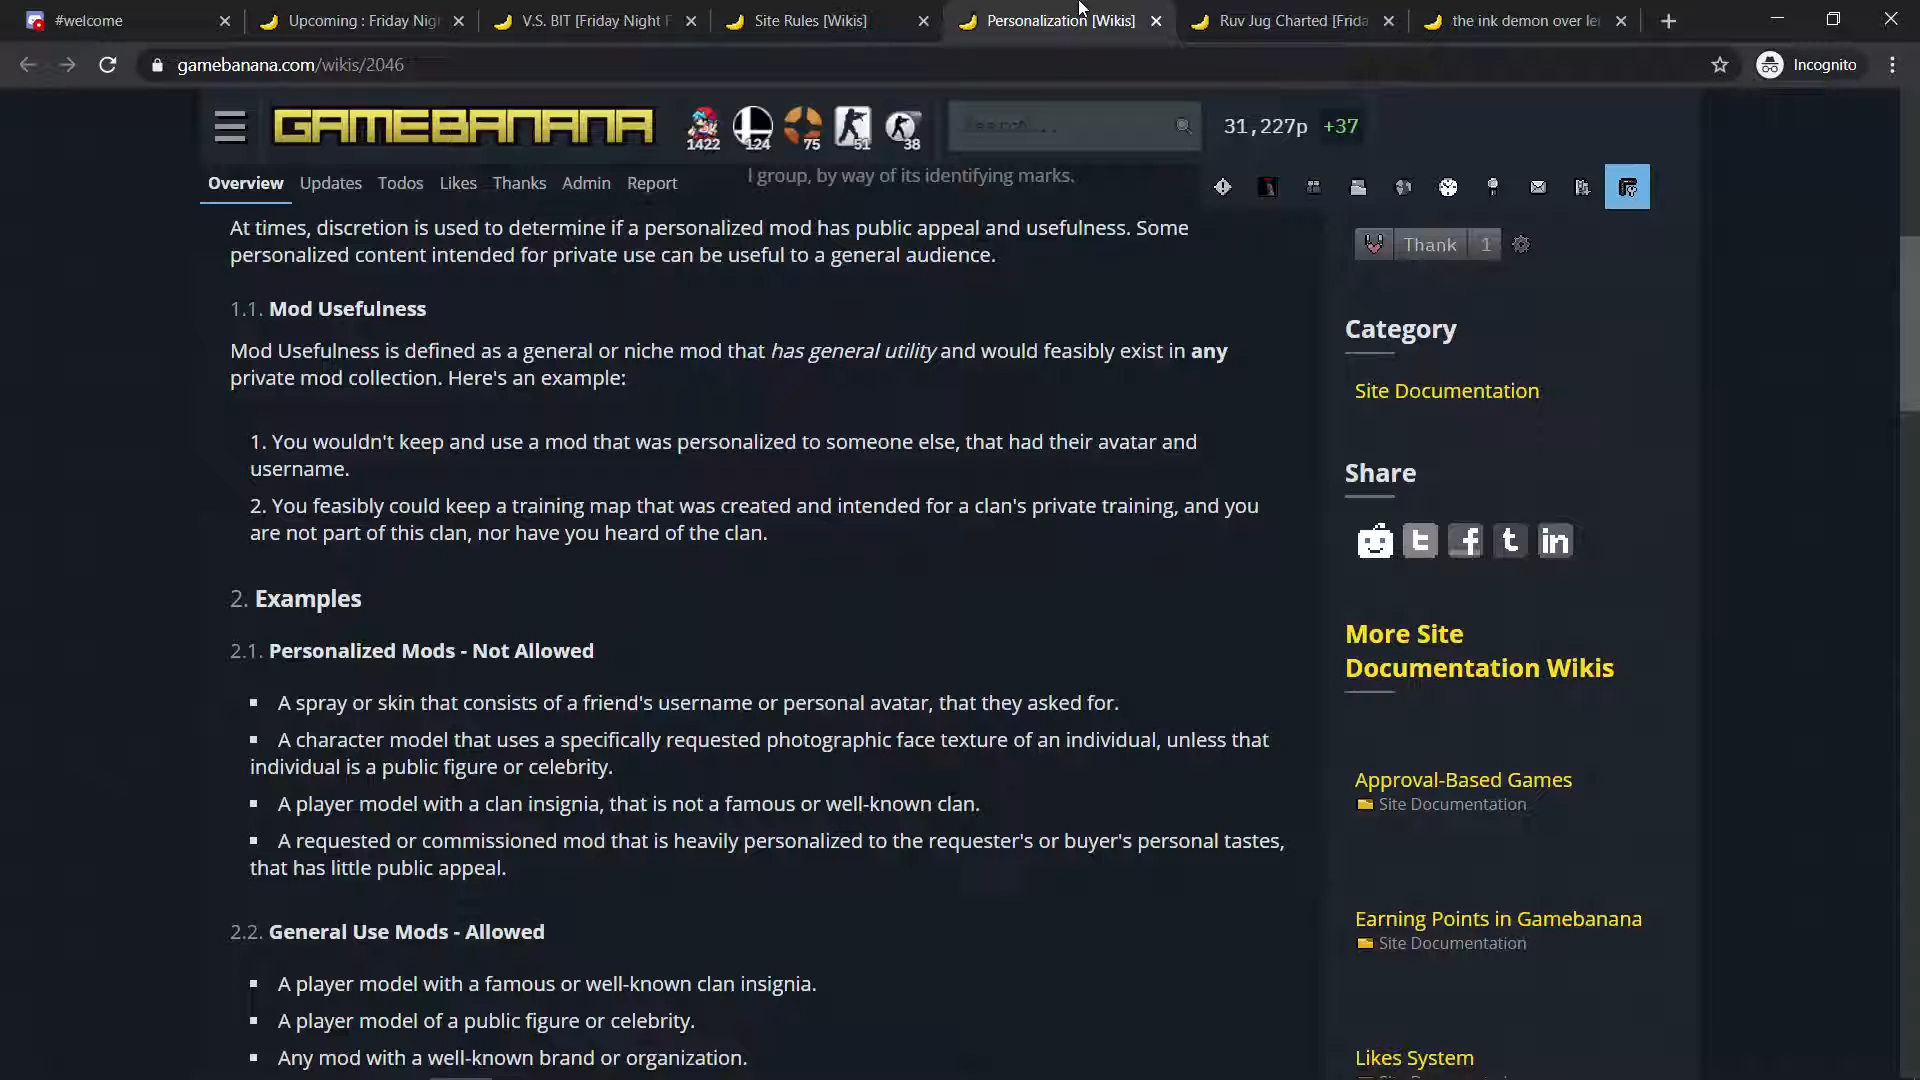 #welcome
Upcoming : Friday Nig
V.S. BIT [Friday Night F
Site Rules [Wikis]
Personalization [Wikis]
Ruv Jug Charted [Frida
the ink demon over le
gamebanana.com/wikis/2046
Incognito
GAMEBANANA
1422
124
75
51
38
Search ...
31,227p +37
Overview Updates Todos Likes Thanks Admin Report
l group, by way of its identifying marks.
At times, discretion is used to determine if a personalized mod has public appeal and usefulness. Some
personalized content intended for private use can be useful to a general audience.
1.1. Mod Usefulness
Mod Usefulness is defined as a general or niche mod that has general utility and would feasibly exist in any
private mod collection. Here's an example:
1. You wouldn't keep and use a mod that was personalized to someone else, that had their avatar and
username.
2. You feasibly could keep a training map that was created and intended for a clan's private training, and you
are not part of this clan, nor have you heard of the clan.
2. Examples
2.1. Personalized Mods - Not Allowed
▪ A spray or skin that consists of a friend's username or personal avatar, that they asked for.
▪ A character model that uses a specifically requested photographic face texture of an individual, unless that
individual is a public figure or celebrity.
▪ A player model with a clan insignia, that is not a famous or well-known clan.
▪ A requested or commissioned mod that is heavily personalized to the requester's or buyer's personal tastes,
that has little public appeal.
2.2. General Use Mods - Allowed
▪ A player model with a famous or well-known clan insignia.
▪ A player model of a public figure or celebrity.
▪ Any mod with a well-known brand or organization.
Thank 1
Category
Site Documentation
Share
More Site
Documentation Wikis
Approval-Based Games
Site Documentation
Earning Points in Gamebanana
Site Documentation
Likes System